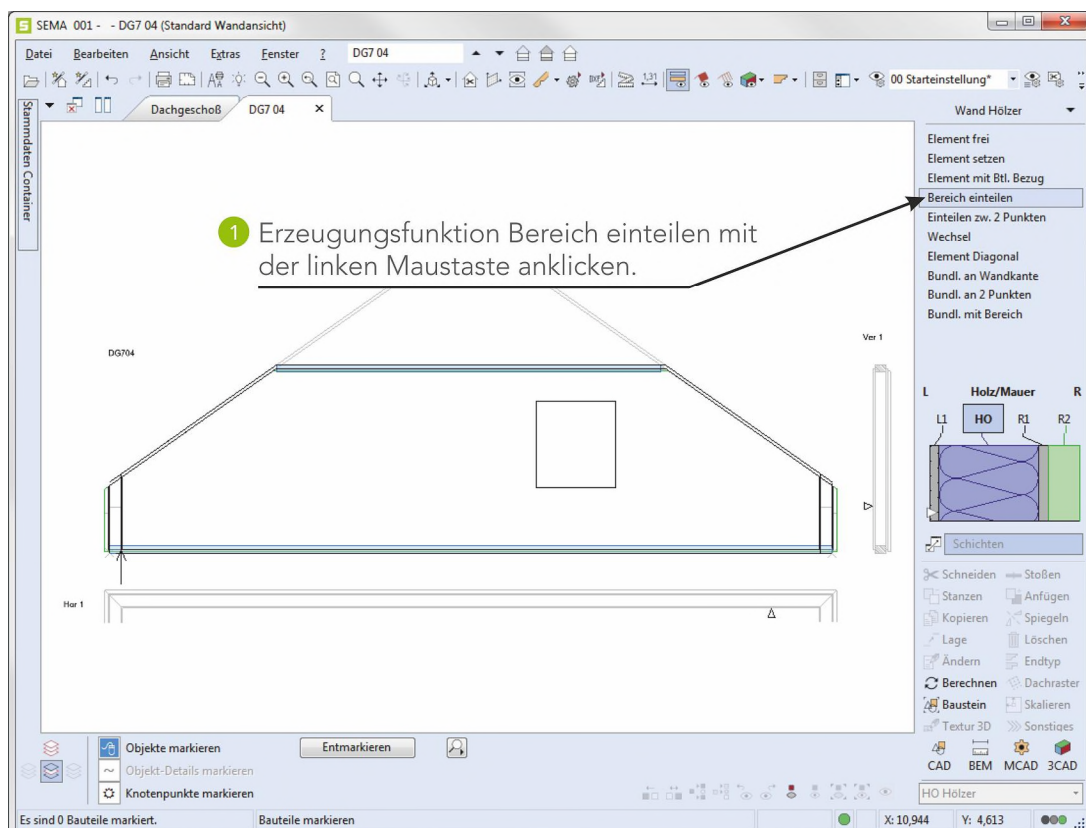 SEMA 001 - - DG7 04 (Standard Wandansicht)
Datei Bearbeiten Ansicht Extras Fenster ? DG7 04
1,31 00 Starteinstellung*
Dachgeschoß DG7 04 x
Stammdaten Container
Wand Hölzer
Element frei
Element setzen
Element mit Btl. Bezug
Bereich einteilen
Einteilen zw. 2 Punkten
Wechsel
Element Diagonal
Bundl. an Wandkante
Bundl. an 2 Punkten
Bundl. mit Bereich
1 Erzeugungsfunktion Bereich einteilen mit
der linken Maustaste anklicken.
DG704
Ver 1
Hor 1
L Holz/Mauer R
L1 HO R1 R2
Schichten
Schneiden Stoßen
Stanzen Anfügen
Kopieren Spiegeln
Lage Löschen
Ändern Endtyp
Berechnen Dachraster
Baustein Skalieren
Textur 3D Sonstiges
CAD BEM MCAD 3CAD
HO Hölzer
Objekte markieren Entmarkieren
Objekt-Details markieren
Knotenpunkte markieren
Es sind 0 Bauteile markiert. Bauteile markieren X: 10,944 Y: 4,613